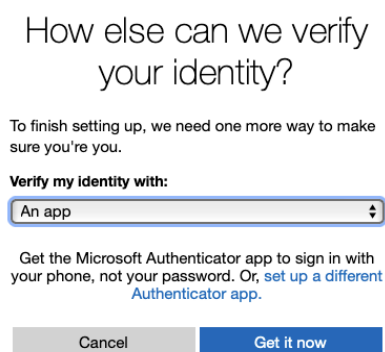 How else can we verify
your identity?
To finish setting up, we need one more way to make
sure you're you.
Verify my identity with:
An app
Get the Microsoft Authenticator app to sign in with
your phone, not your password. Or, set up a different
Authenticator app.
Cancel
Get it now